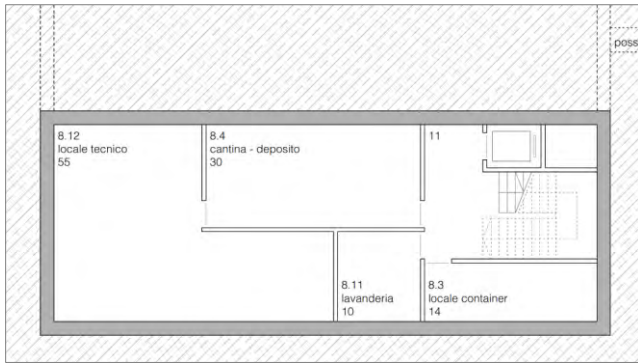 poss
8.12
locale tecnico
55
8.4
cantina - deposito
30
11
8.11
lavanderia
10
8.3
locale container
14